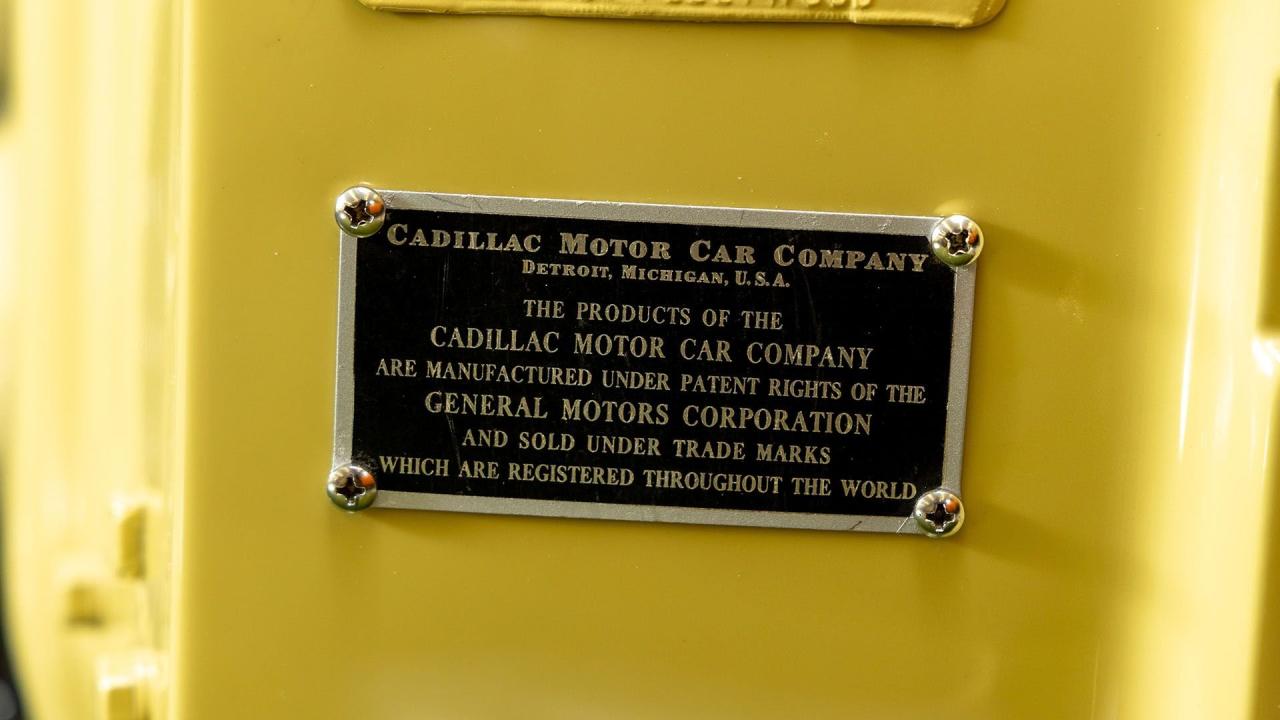 CADILLAC MOTOR CAR COMPANY
DETROIT, MICHIGAN, U.S.A.
THE PRODUCTS OF THE
CADILLAC MOTOR CAR COMPANY
ARE MANUFACTURED UNDER PATENT RIGHTS OF THE
GENERAL MOTORS CORPORATION
AND SOLD UNDER TRADE MARKS
WHICH ARE REGISTERED THROUGHOUT THE WORLD